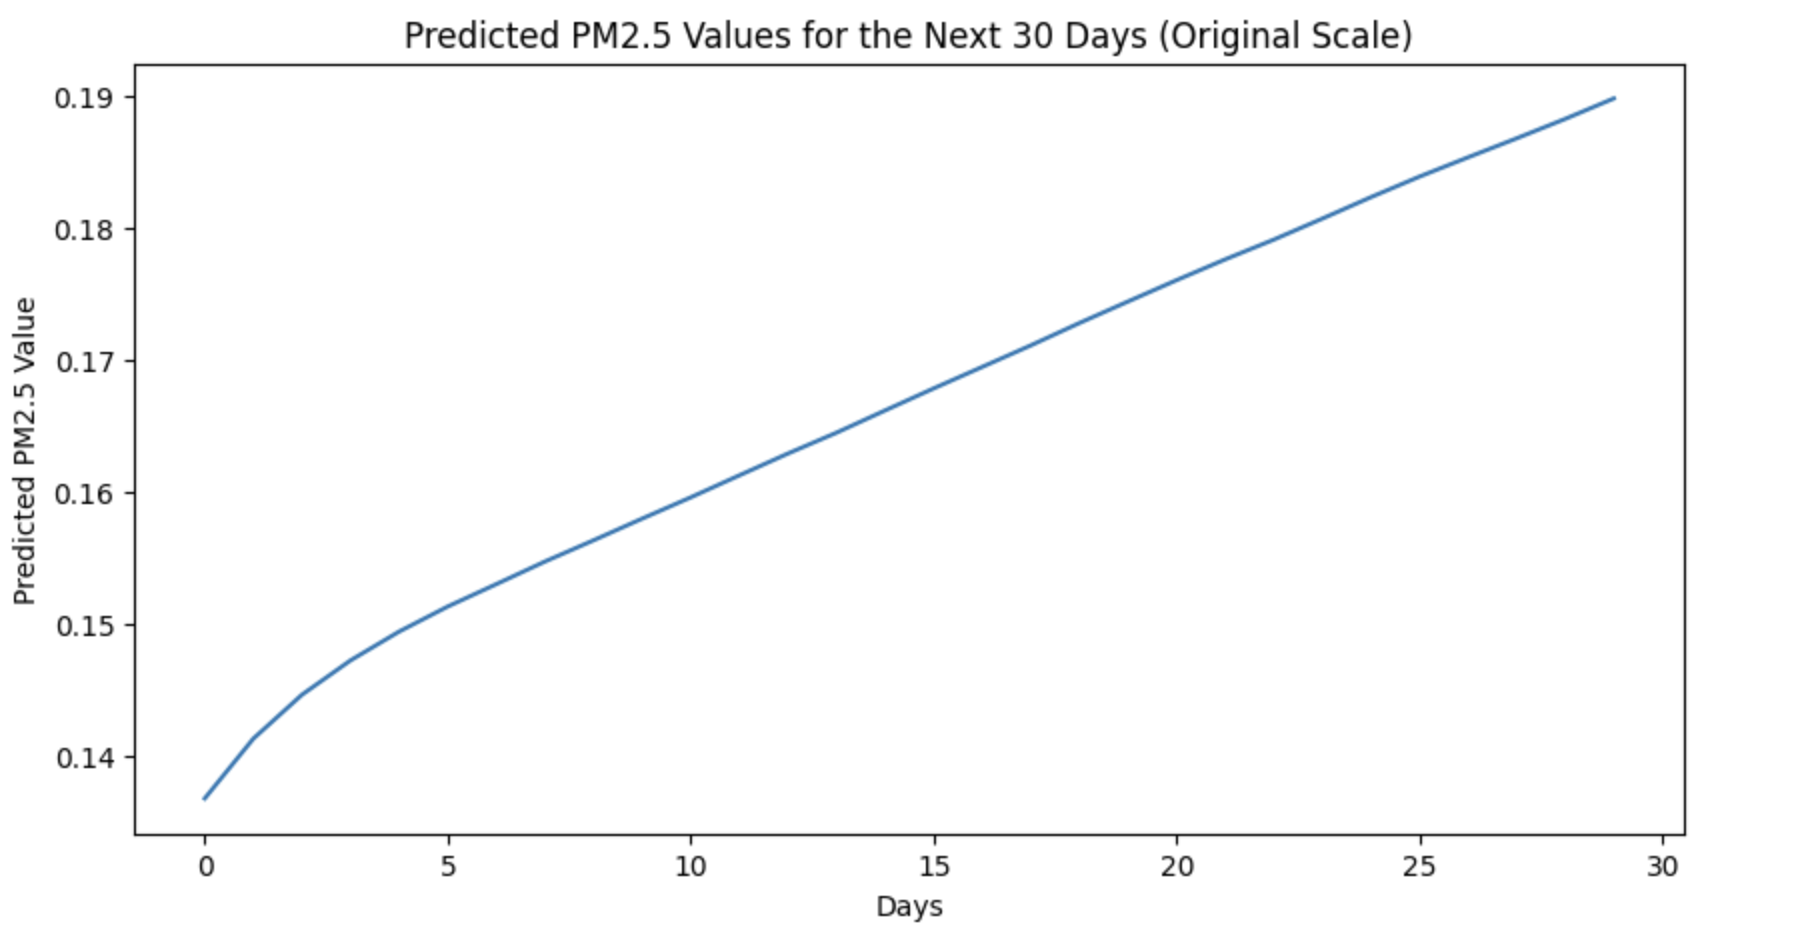 Predicted PM2.5 Values for the Next 30 Days (Original Scale)
0.19
0.18
0.17
0.16
0.15
0.14
Predicted PM2.5 Value
0 5 10 15 20 25 30
Days